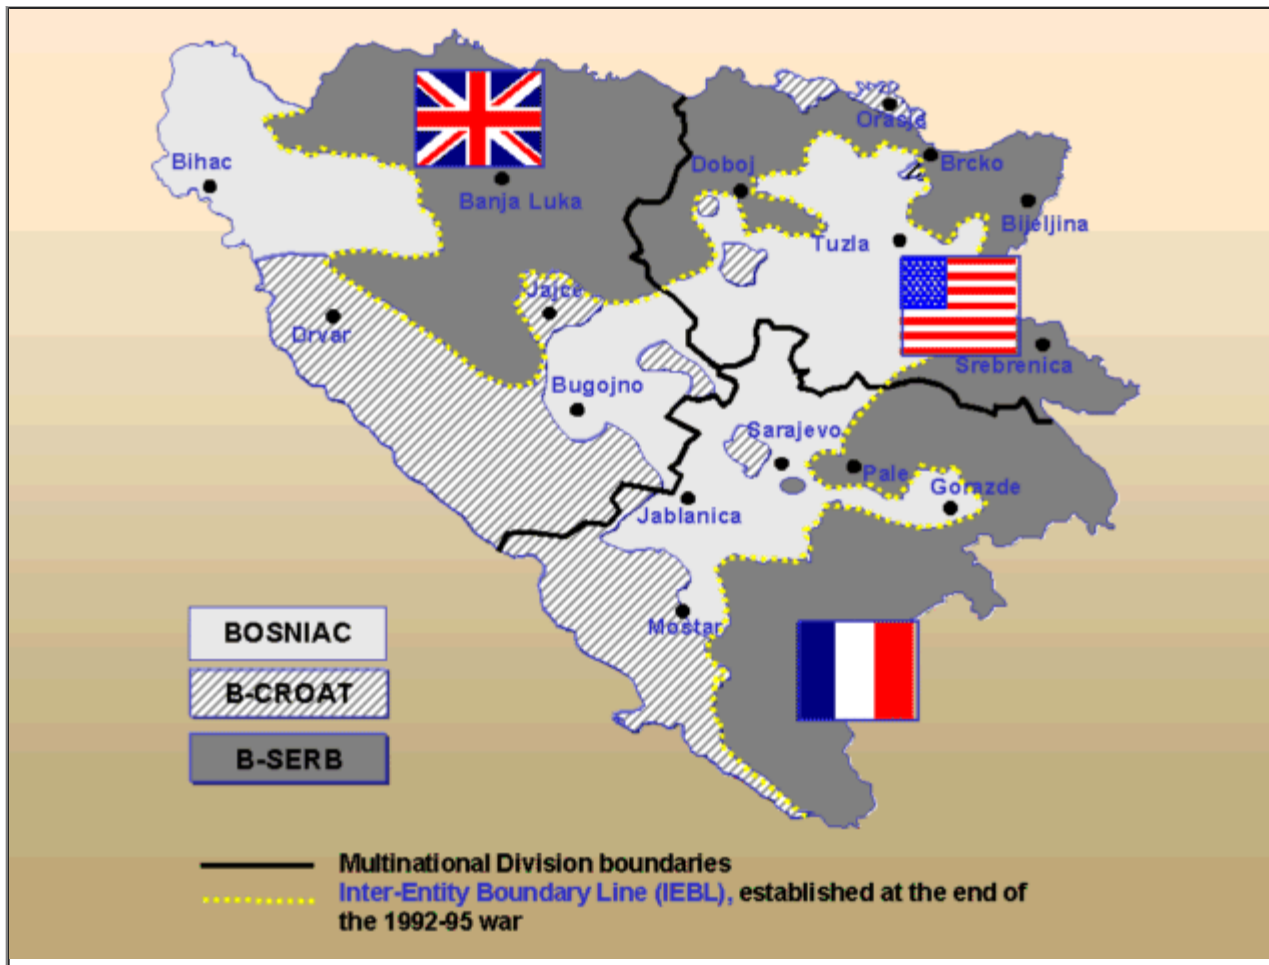 Orasje
Bihac
Doboj
Brcko
Banja Luka
Bijeljina
Tuzla
Jajce
Drvar
Srebrenica
Bugojno
Sarajevo
Pale
Gorazde
Jablanica
Mostar
BOSNIAC
B-CROAT
B-SERB
Multinational Division boundaries
Inter-Entity Boundary Line (IEBL), established at the end of
the 1992-95 war